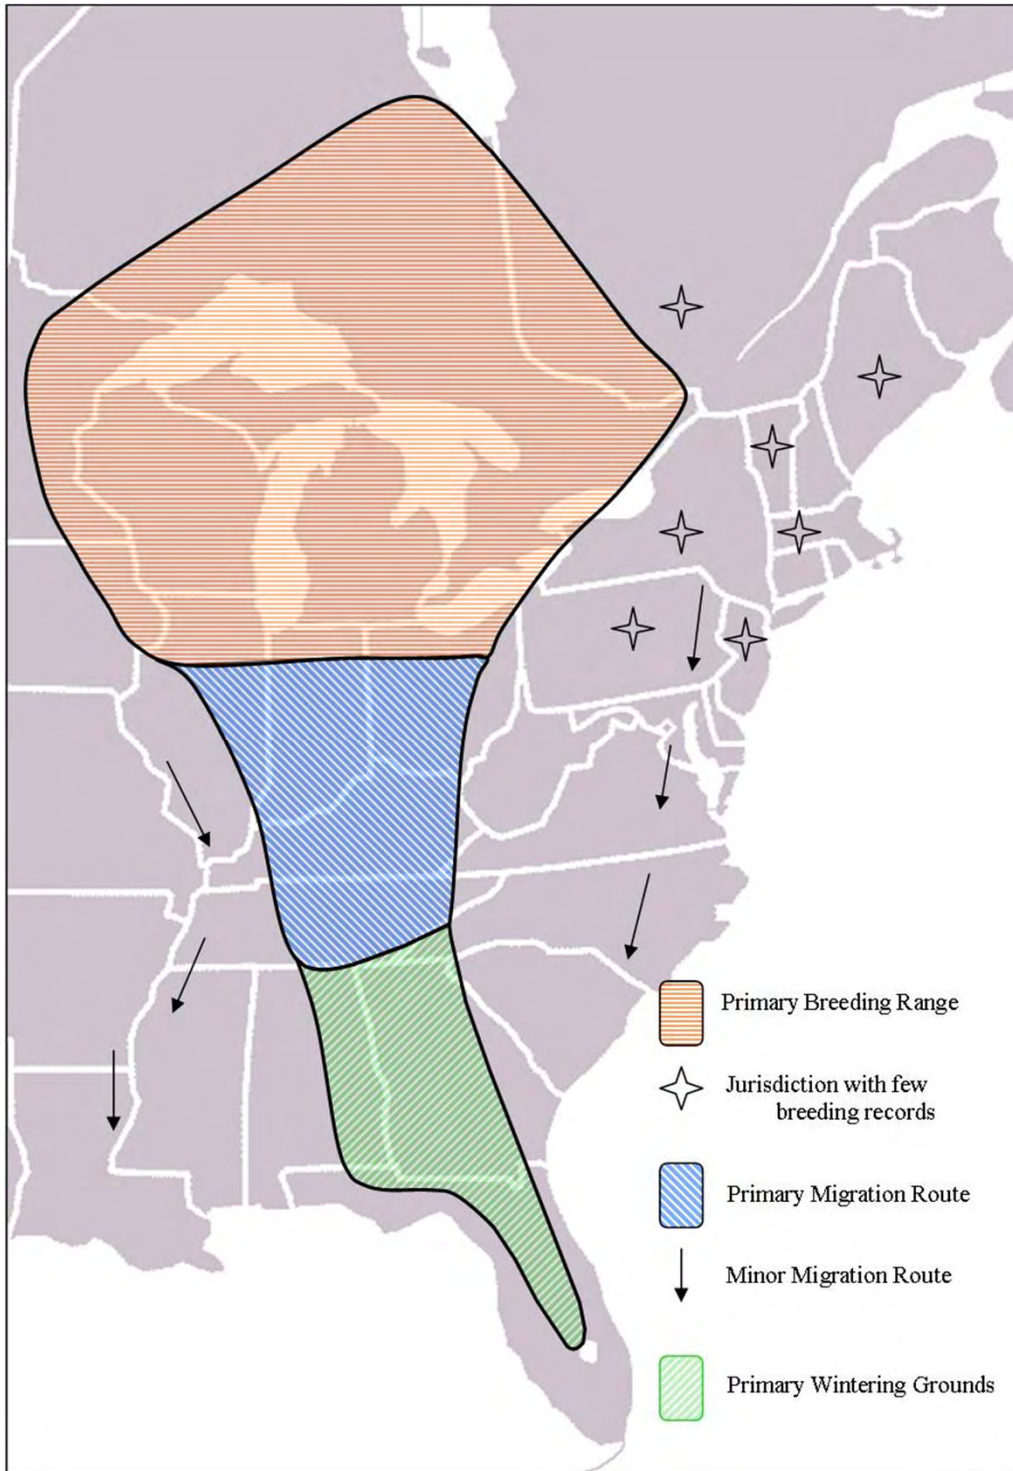 Primary Breeding Range
Jurisdiction with few
breeding records
Primary Migration Route
Minor Migration Route
Primary Wintering Grounds